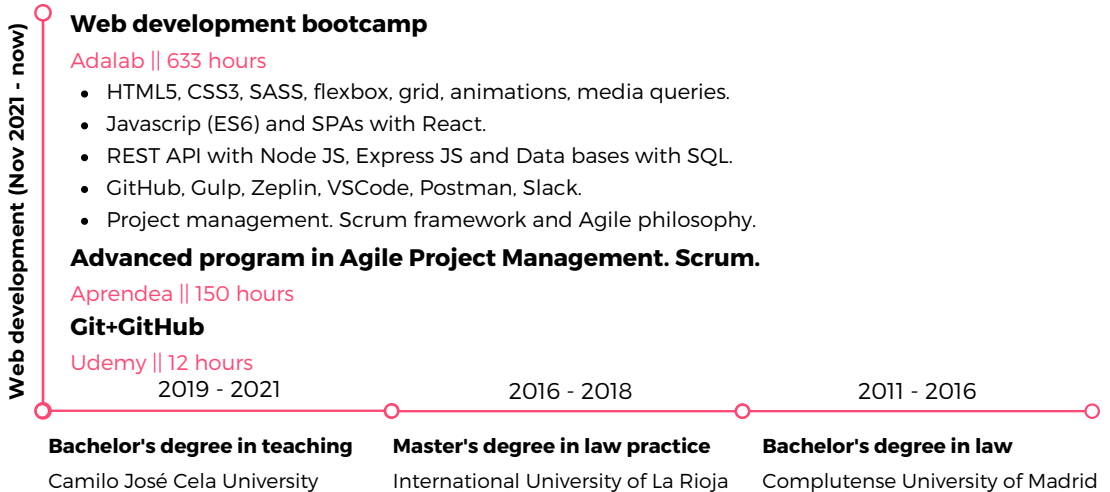 Web development (Nov 2021 - now)
Web development bootcamp
Adalab || 633 hours
• HTML5, CSS3, SASS, flexbox, grid, animations, media queries.
• Javascrip (ES6) and SPAs with React.
• REST API with Node JS, Express JS and Data bases with SQL.
• GitHub, Gulp, Zeplin, VSCode, Postman, Slack.
• Project management. Scrum framework and Agile philosophy.
Advanced program in Agile Project Management. Scrum.
Aprendea || 150 hours
Git+GitHub
Udemy || 12 hours
2019 - 2021
Bachelor's degree in teaching
Camilo José Cela University
2016 - 2018
Master's degree in law practice
International University of La Rioja
2011 - 2016
Bachelor's degree in law
Complutense University of Madrid